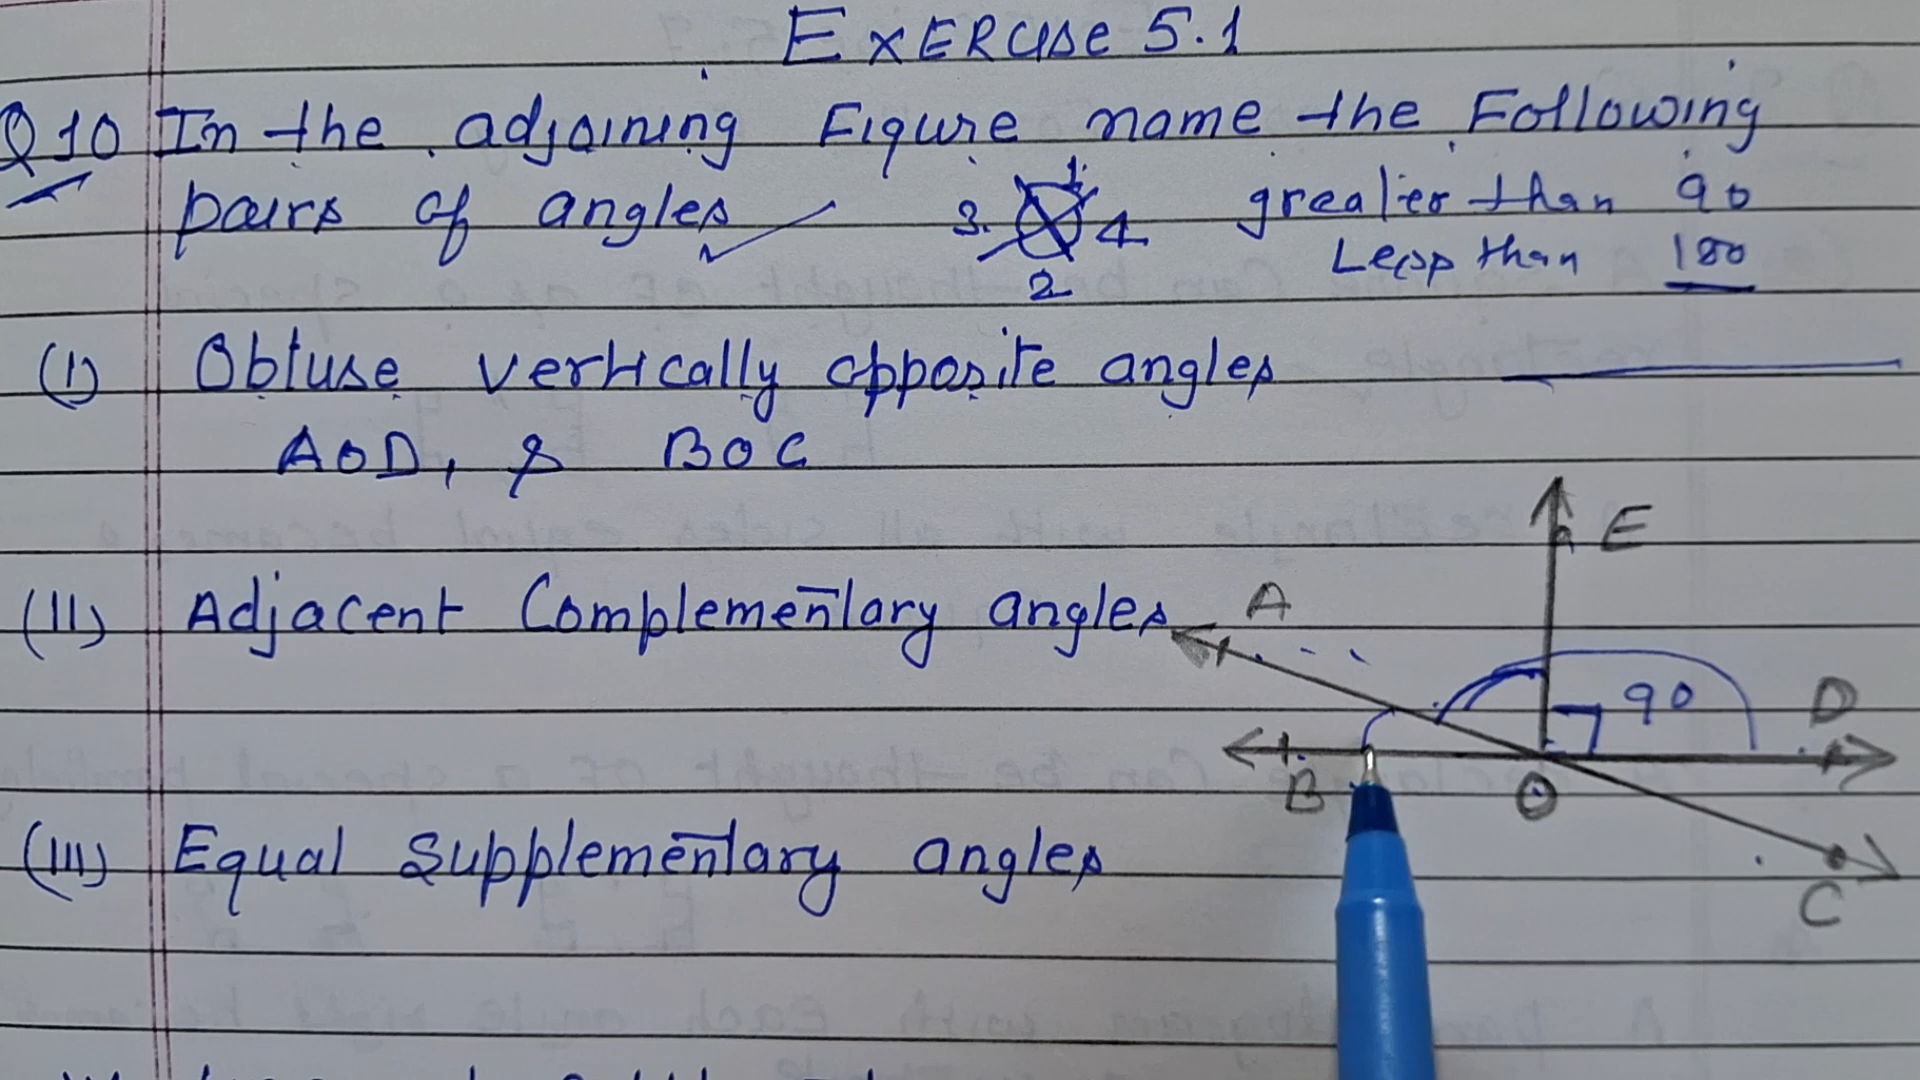 EXERCISE 5.1
Q10 In the adjoining Figure name the Following
pairs of angles
1
3 4
2
grealier than 90
Less than 180
(I) Obtuse vertically opposite angles
AOD, & BOC
(II) Adjacent Complementary angles
(III) Equal Supplementary angles
E
A
90 D
B O
C